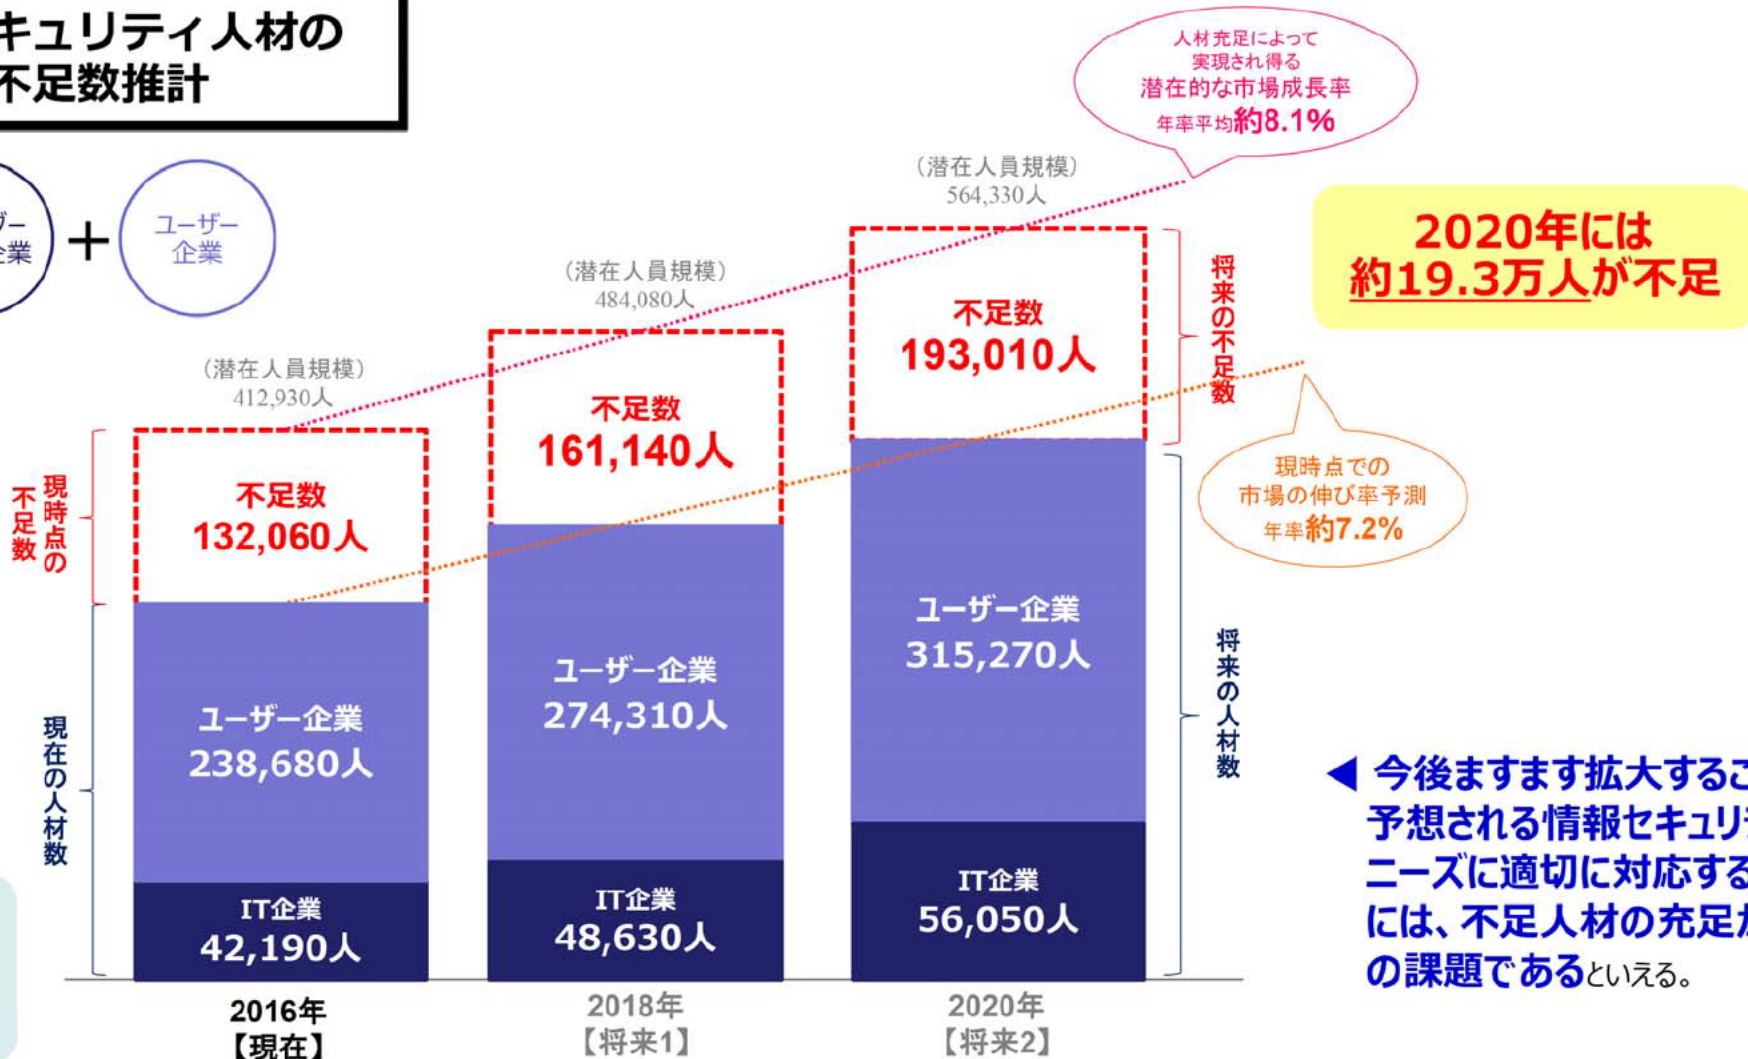 キュリティ人材の
不足数推計
ザー
企業
＋
ユーザー
企業
人材充足によって
実現され得る
潜在的な市場成長率
年率平均約8.1%
（潜在人員規模）
564,330人
（潜在人員規模）
484,080人
（潜在人員規模）
412,930人
2020年には
約19.3万人が不足
不足数
132,060人
不足数
161,140人
不足数
193,010人
現時点の
不足数
将来の不足数
現時点での
市場の伸び率予測
年率約7.2%
ユーザー企業
238,680人
ユーザー企業
274,310人
ユーザー企業
315,270人
現在の人材数
将来の人材数
IT企業
42,190人
IT企業
48,630人
IT企業
56,050人
2016年
【現在】
2018年
【将来1】
2020年
【将来2】
◀ 今後ますます拡大するこ
予想される情報セキュリテ
ニーズに適切に対応する
には、不足人材の充足が
の課題であるといえる。